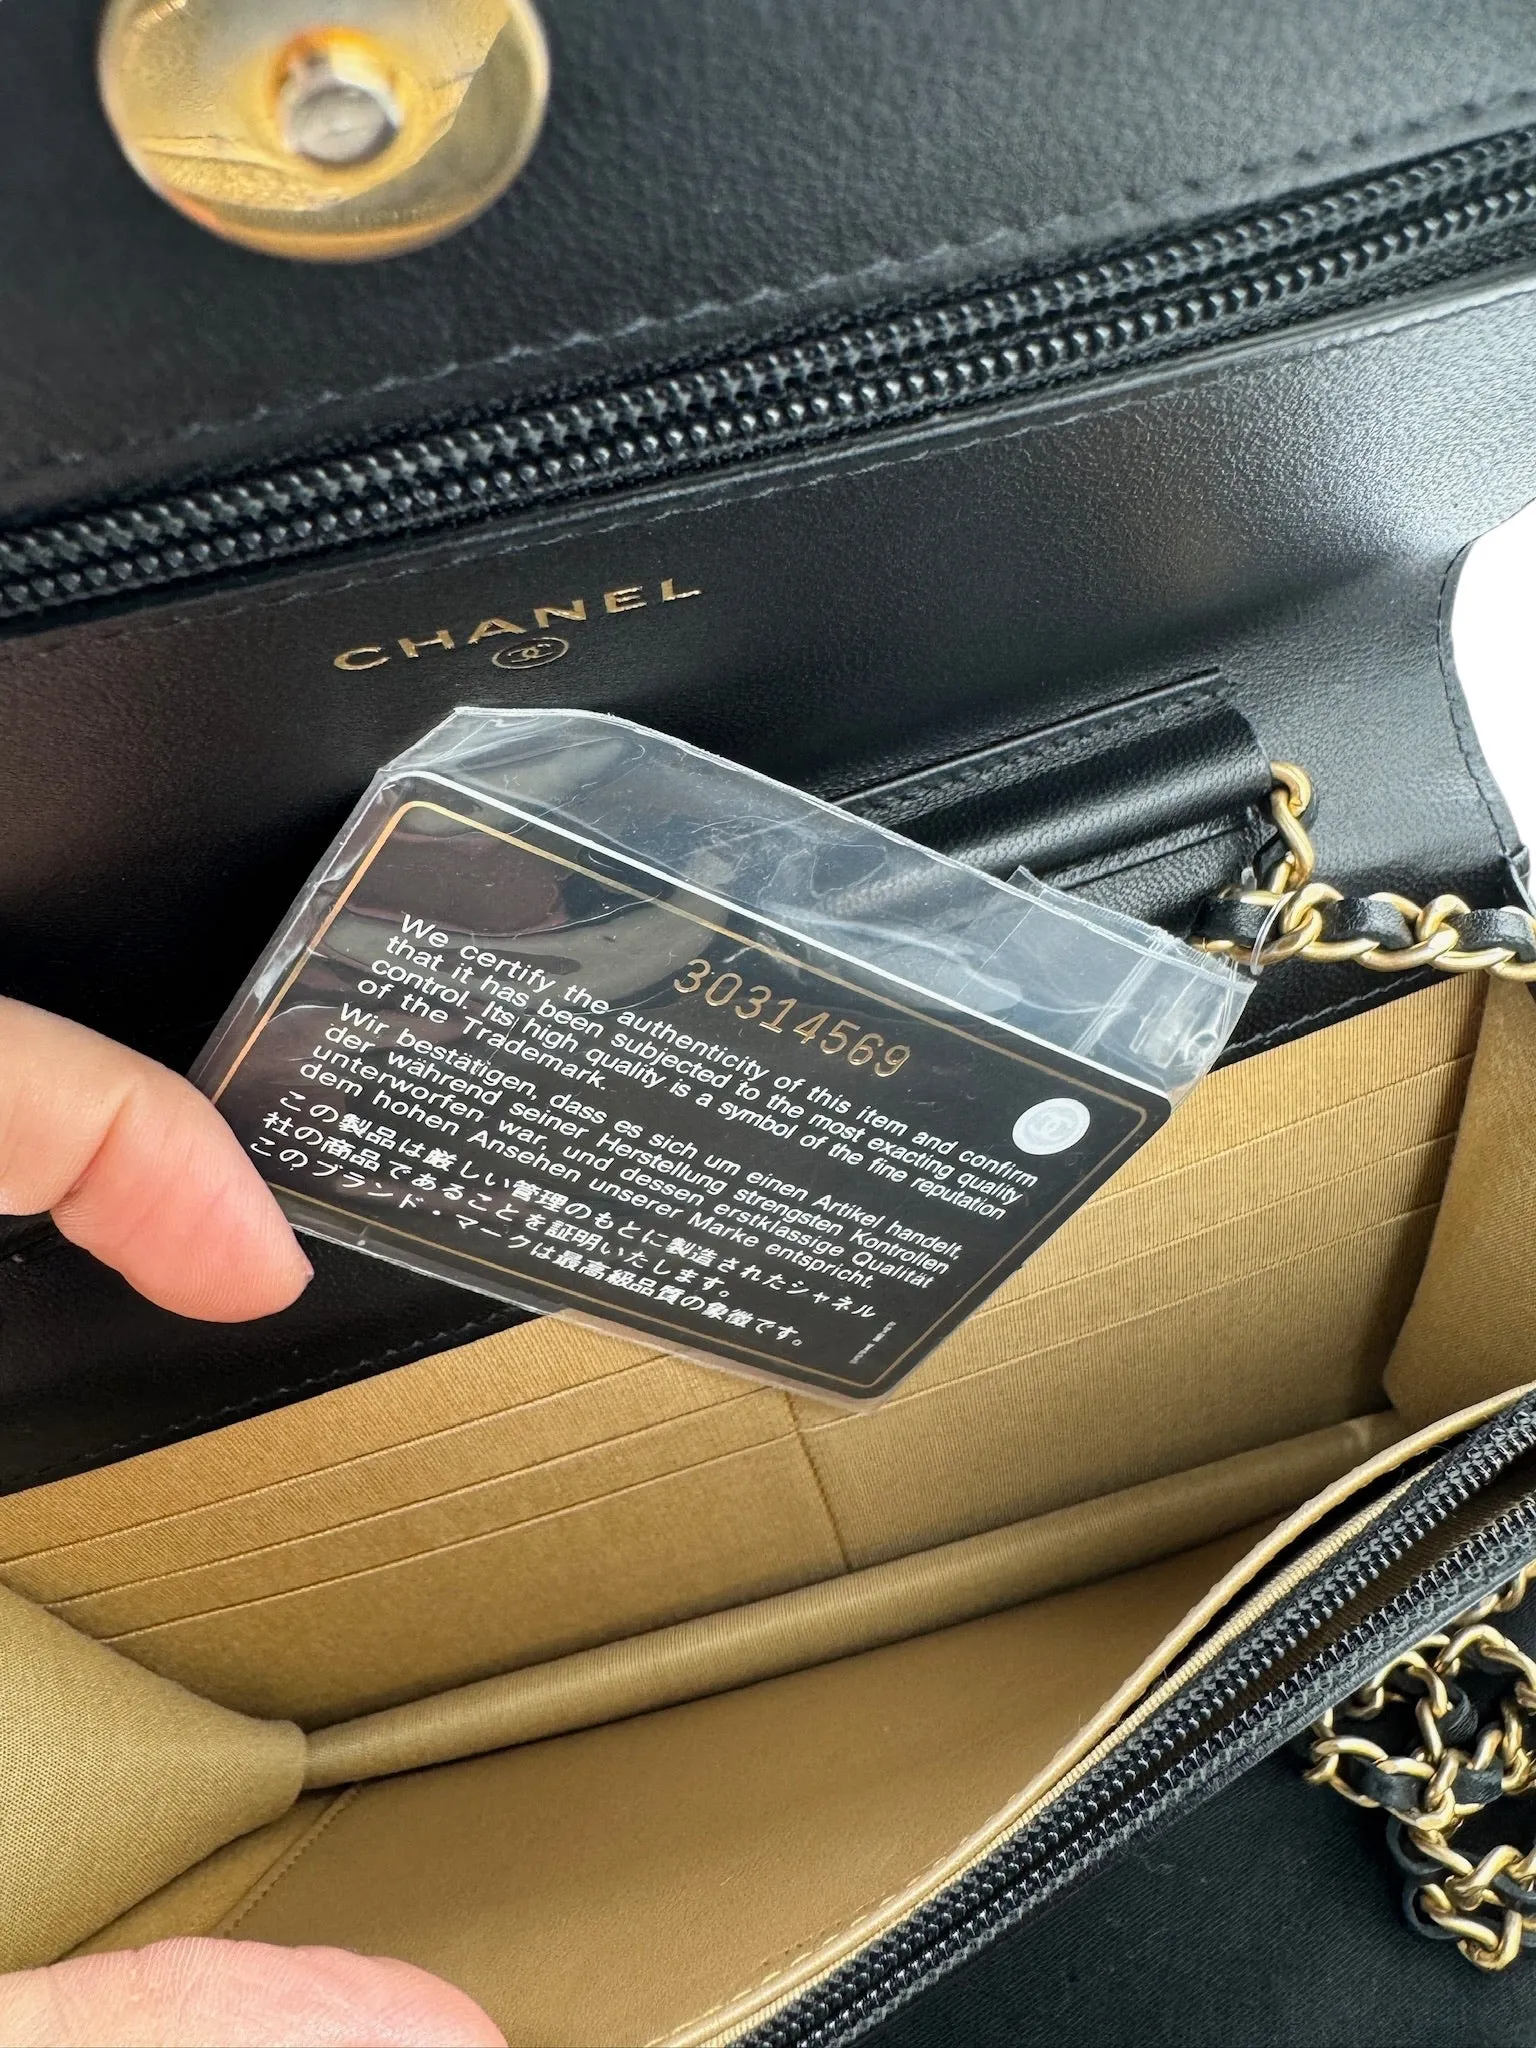 CHANEL
30314569
We certify the authenticity of this item and confirm
that it has been subjected to the most exacting quality
control. Its high quality is a symbol of the fine reputation
of the Trademark.
Wir bestätigen, dass es sich um einen Artikel handelt,
der während seiner Herstellung strengsten Kontrollen
unterworfen war, und dessen erstklassige Qualität
dem hohen Ansehen unserer Marke entspricht.
この製品は厳しい管理のもとに製造されたシャネル
社の商品であることを証明いたします。
このブランド・マークは最高級品質の象徴です。